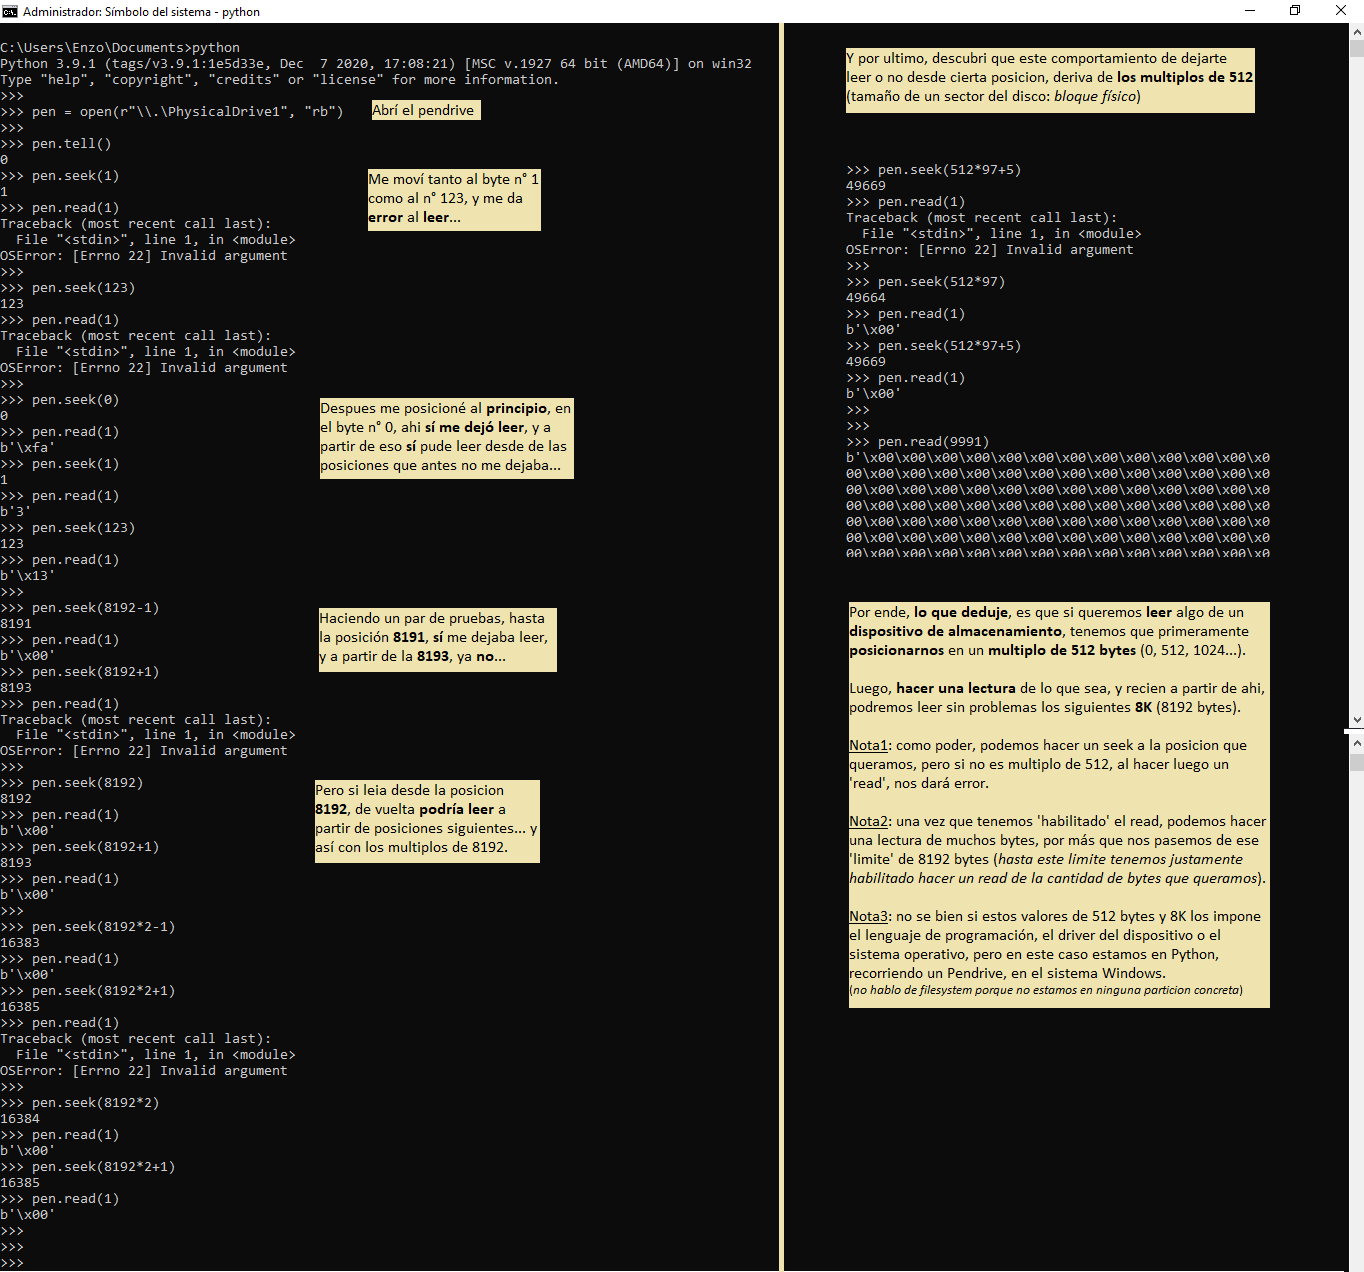 Administrador: Símbolo del sistema - python
C:\Users\Enzo\Documents>python
Python 3.9.1 (tags/v3.9.1:1e5d33e, Dec  7 2020, 17:08:21) [MSC v.1927 64 bit (AMD64)] on win32
Type "help", "copyright", "credits" or "license" for more information.
>>>
>>> pen = open(r"\\.\PhysicalDrive1", "rb")
Abrí el pendrive
>>>
>>> pen.tell()
0
>>> pen.seek(1)
1
>>> pen.read(1)
Traceback (most recent call last):
  File "<stdin>", line 1, in <module>
OSError: [Errno 22] Invalid argument
Me moví tanto al byte n° 1
como al n° 123, y me da
error al leer...
>>>
>>> pen.seek(123)
123
>>> pen.read(1)
Traceback (most recent call last):
  File "<stdin>", line 1, in <module>
OSError: [Errno 22] Invalid argument
>>>
>>> pen.seek(0)
0
>>> pen.read(1)
b'\xfa'
>>> pen.seek(1)
1
>>> pen.read(1)
b'3'
>>> pen.seek(123)
123
>>> pen.read(1)
b'\x13'
Despues me posicioné al principio, en
el byte n° 0, ahi sí me dejó leer, y a
partir de eso sí pude leer desde de las
posiciones que antes no me dejaba...
>>>
>>> pen.seek(8192-1)
8191
>>> pen.read(1)
b'\x00'
>>> pen.seek(8192+1)
8193
>>> pen.read(1)
Traceback (most recent call last):
  File "<stdin>", line 1, in <module>
OSError: [Errno 22] Invalid argument
Haciendo un par de pruebas, hasta
la posición 8191, sí me dejaba leer,
y a partir de la 8193, ya no...
>>>
>>> pen.seek(8192)
8192
>>> pen.read(1)
b'\x00'
>>> pen.seek(8192+1)
8193
>>> pen.read(1)
b'\x00'
Pero si leia desde la posicion
8192, de vuelta podría leer a
partir de posiciones siguientes... y
así con los multiplos de 8192.
>>>
>>> pen.seek(8192*2-1)
16383
>>> pen.read(1)
b'\x00'
>>> pen.seek(8192*2+1)
16385
>>> pen.read(1)
Traceback (most recent call last):
  File "<stdin>", line 1, in <module>
OSError: [Errno 22] Invalid argument
>>>
>>> pen.seek(8192*2)
16384
>>> pen.read(1)
b'\x00'
>>> pen.seek(8192*2+1)
16385
>>> pen.read(1)
b'\x00'
>>>
>>>
>>>
Y por ultimo, descubri que este comportamiento de dejarte
leer o no desde cierta posicion, deriva de los multiplos de 512
(tamaño de un sector del disco: bloque físico)
>>> pen.seek(512*97+5)
49669
>>> pen.read(1)
Traceback (most recent call last):
  File "<stdin>", line 1, in <module>
OSError: [Errno 22] Invalid argument
>>>
>>> pen.seek(512*97)
49664
>>> pen.read(1)
b'\x00'
>>> pen.seek(512*97+5)
49669
>>> pen.read(1)
b'\x00'
>>>
>>>
>>> pen.read(9991)
b'\x00\x00\x00\x00\x00\x00\x00\x00\x00\x00\x00\x00\x0
00\x00\x00\x00\x00\x00\x00\x00\x00\x00\x00\x00\x00\x0
00\x00\x00\x00\x00\x00\x00\x00\x00\x00\x00\x00\x00\x0
00\x00\x00\x00\x00\x00\x00\x00\x00\x00\x00\x00\x00\x0
00\x00\x00\x00\x00\x00\x00\x00\x00\x00\x00\x00\x00\x0
00\x00\x00\x00\x00\x00\x00\x00\x00\x00\x00\x00\x00\x0
00\x00\x00\x00\x00\x00\x00\x00\x00\x00\x00\x00\x00\x0
Por ende, lo que deduje, es que si queremos leer algo de un
dispositivo de almacenamiento, tenemos que primeramente
posicionarnos en un multiplo de 512 bytes (0, 512, 1024...).
Luego, hacer una lectura de lo que sea, y recien a partir de ahi,
podremos leer sin problemas los siguientes 8K (8192 bytes).
Nota1: como poder, podemos hacer un seek a la posicion que
queramos, pero si no es multiplo de 512, al hacer luego un
'read', nos dará error.
Nota2: una vez que tenemos 'habilitado' el read, podemos hacer
una lectura de muchos bytes, por más que nos pasemos de ese
'limite' de 8192 bytes (hasta este limite tenemos justamente
habilitado hacer un read de la cantidad de bytes que queramos).
Nota3: no se bien si estos valores de 512 bytes y 8K los impone
el lenguaje de programación, el driver del dispositivo o el
sistema operativo, pero en este caso estamos en Python,
recorriendo un Pendrive, en el sistema Windows.
(no hablo de filesystem porque no estamos en ninguna particion concreta)